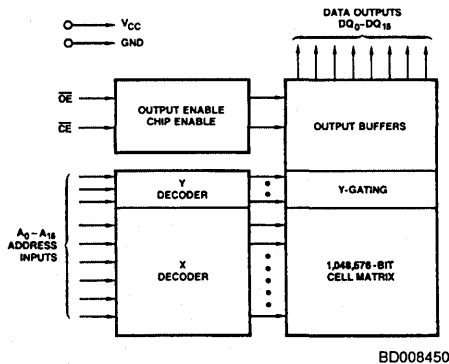 DATA OUTPUTS
DQ0-DQ15
VCC
GND
OE
CE
OUTPUT ENABLE
CHIP ENABLE
OUTPUT BUFFERS
Y
DECODER
Y-GATING
A0-A15
ADDRESS
INPUTS
X
DECODER
1,048,576-BIT
CELL MATRIX
BD008450